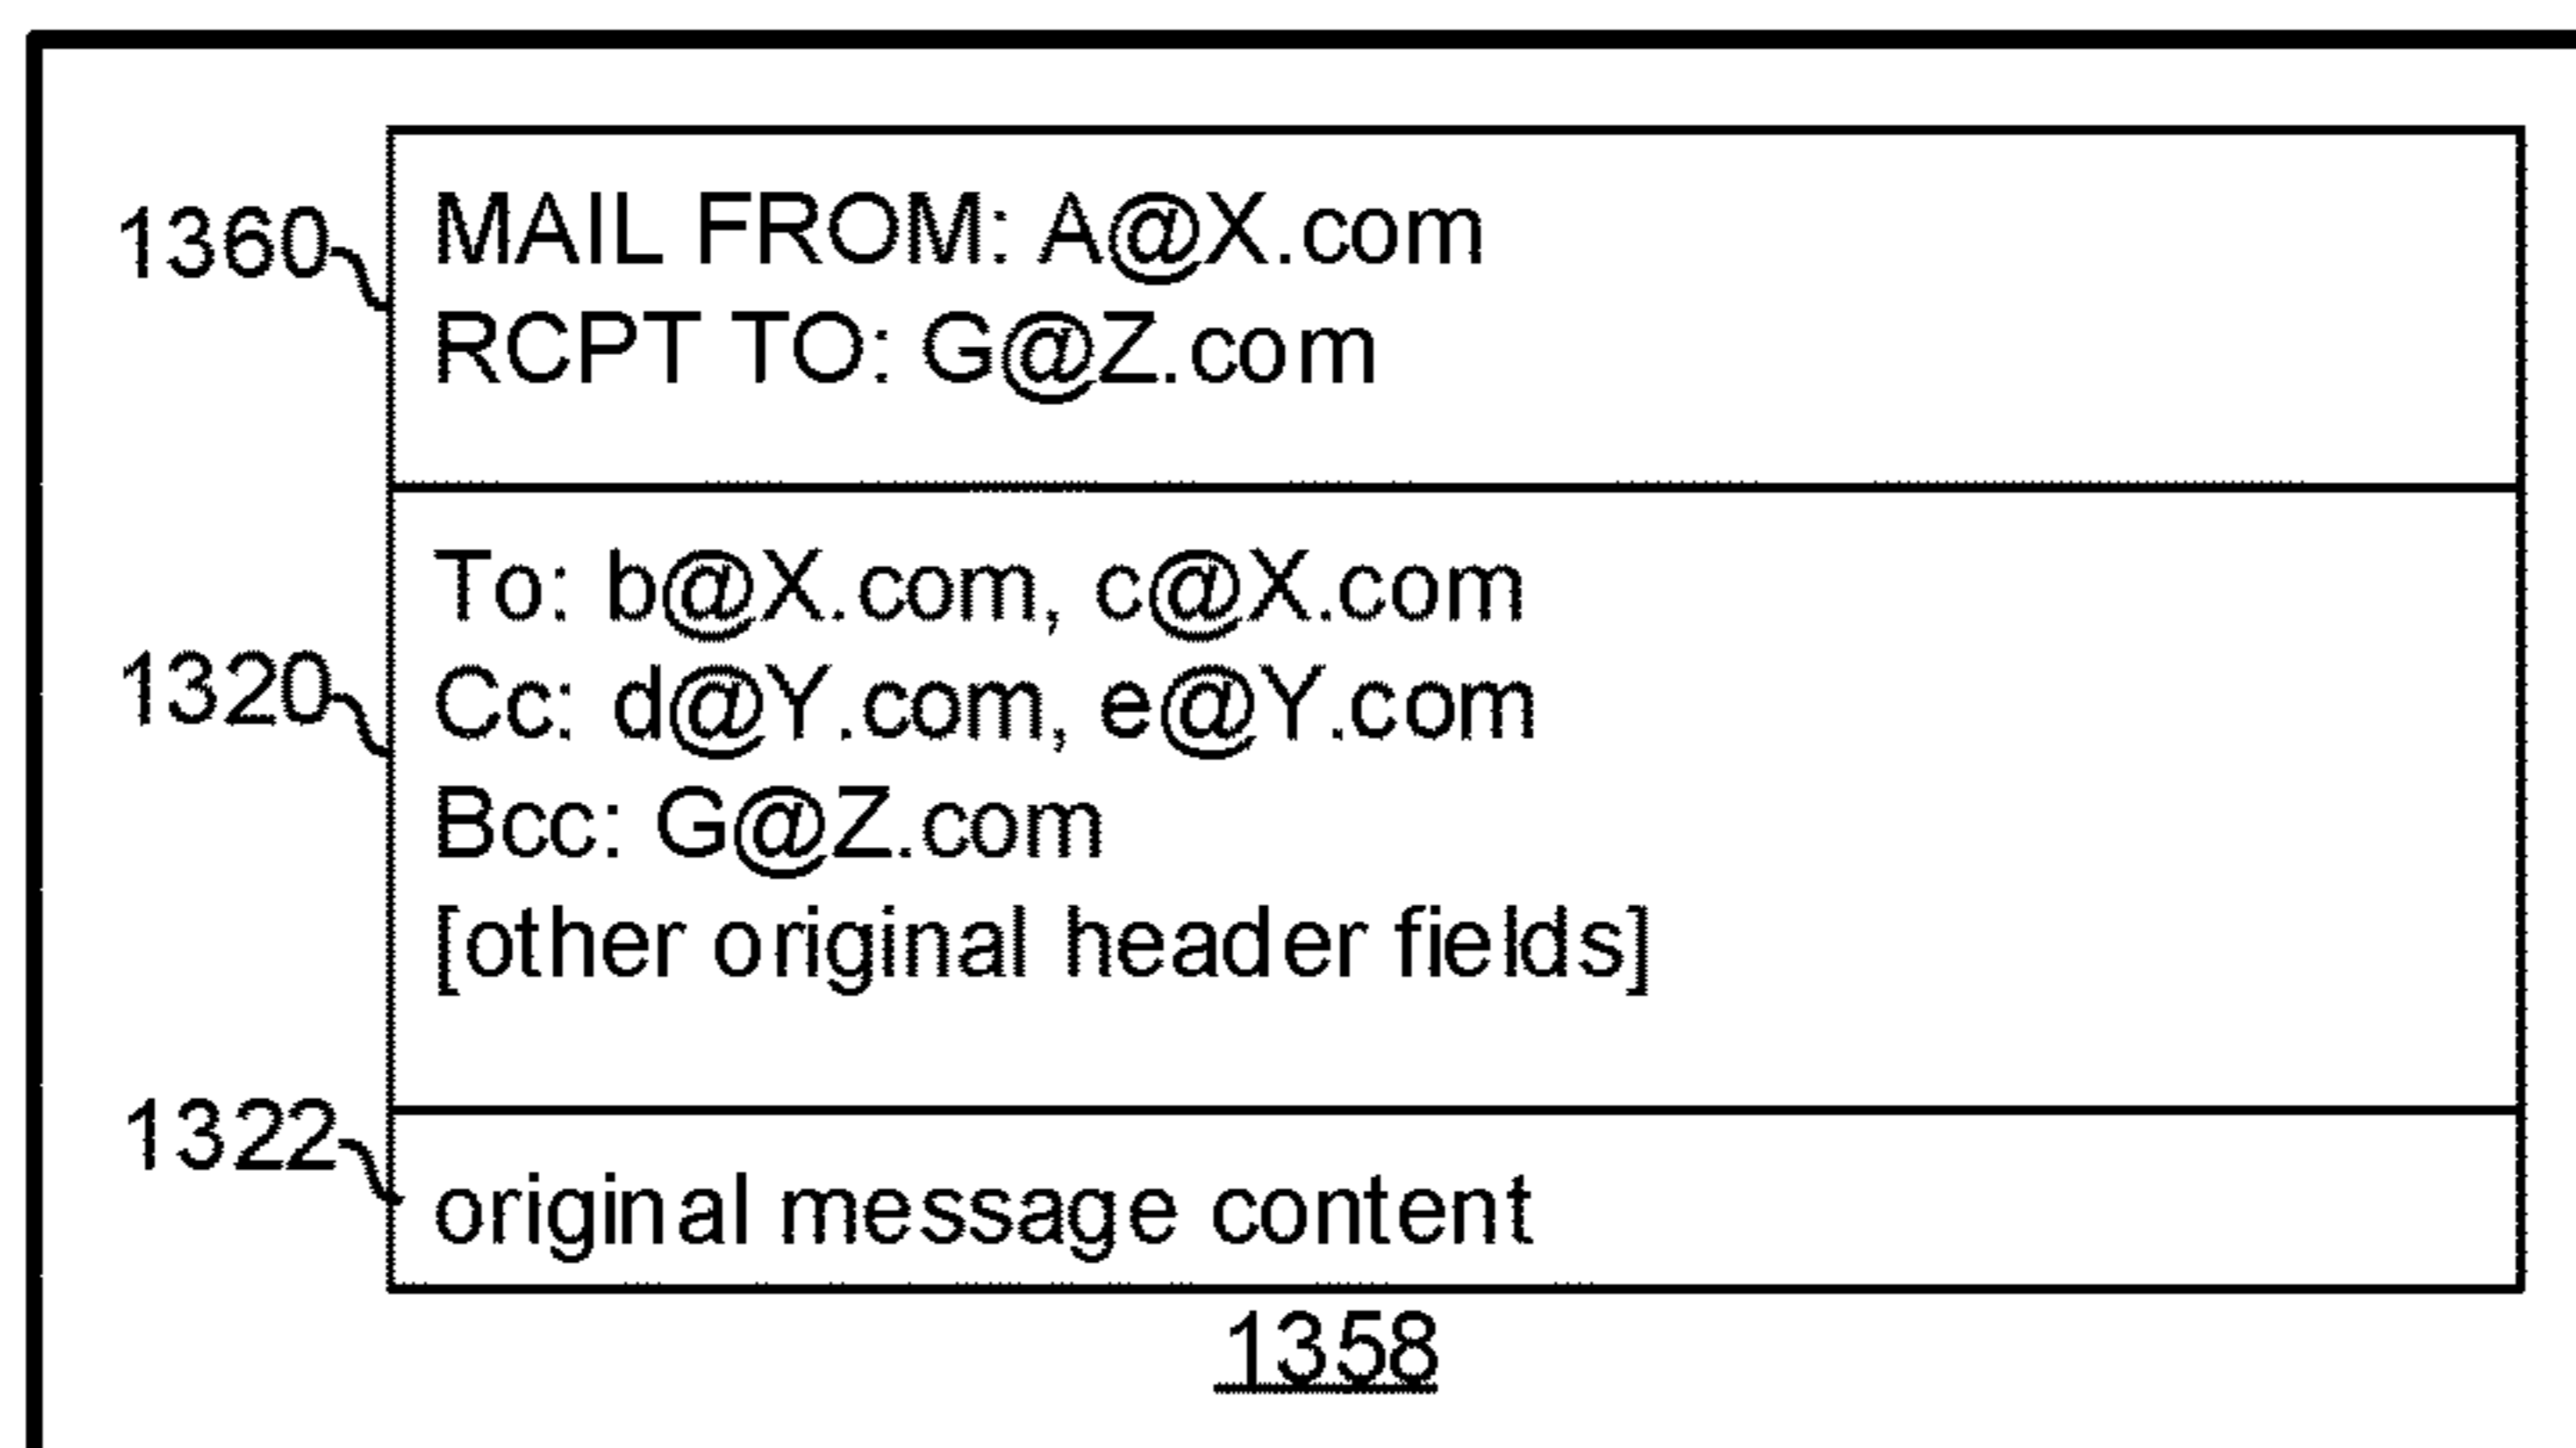 1360
MAIL FROM: A@X.com
RCPT TO: G@Z.com
1320
To: b@X.com, c@X.com
Cc: d@Y.com, e@Y.com
Bcc: G@Z.com
[other original header fields]
1322
original message content
1358